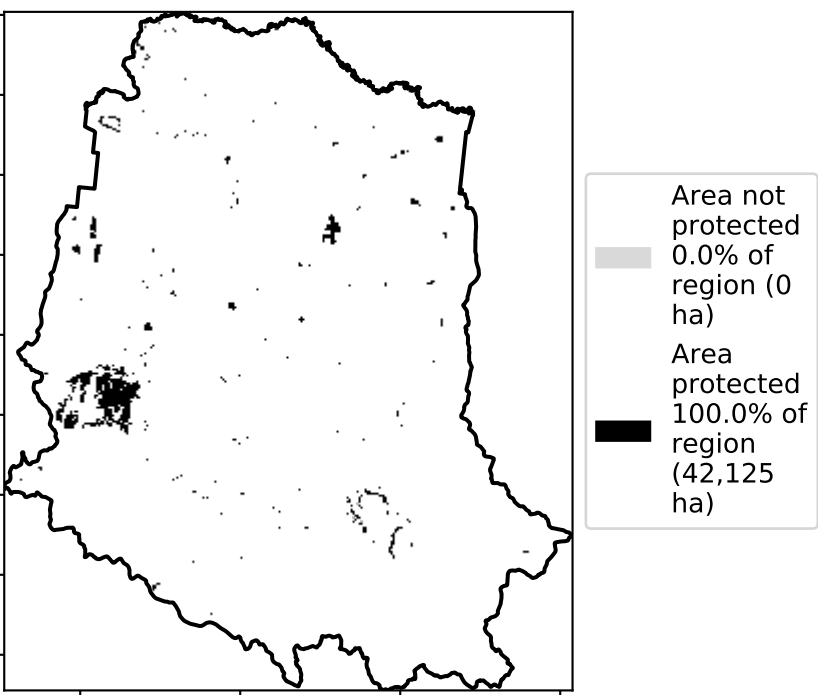 Area not
protected
0.0% of
region (0
ha)
Area
protected
100.0% of
region
(42,125
ha)